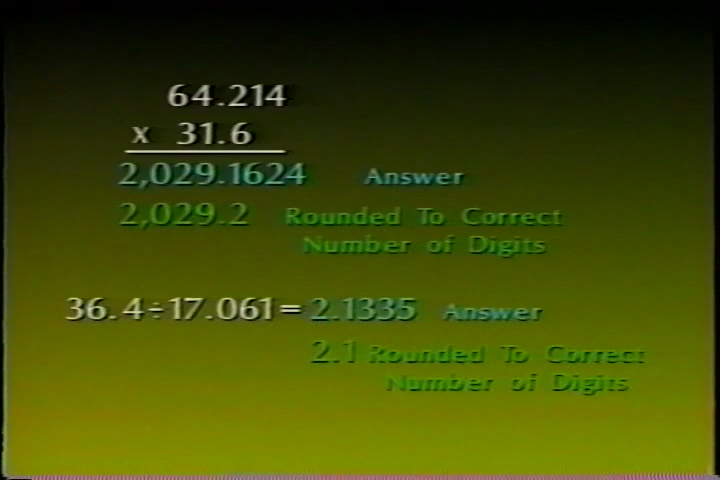 64.214
x 31.6
2,029.1624 Answer
2,029.2 Rounded To Correct
Number of Digits
36.4÷17.061=2.1335 Answer
2.1 Rounded To Correct
Number of Digits